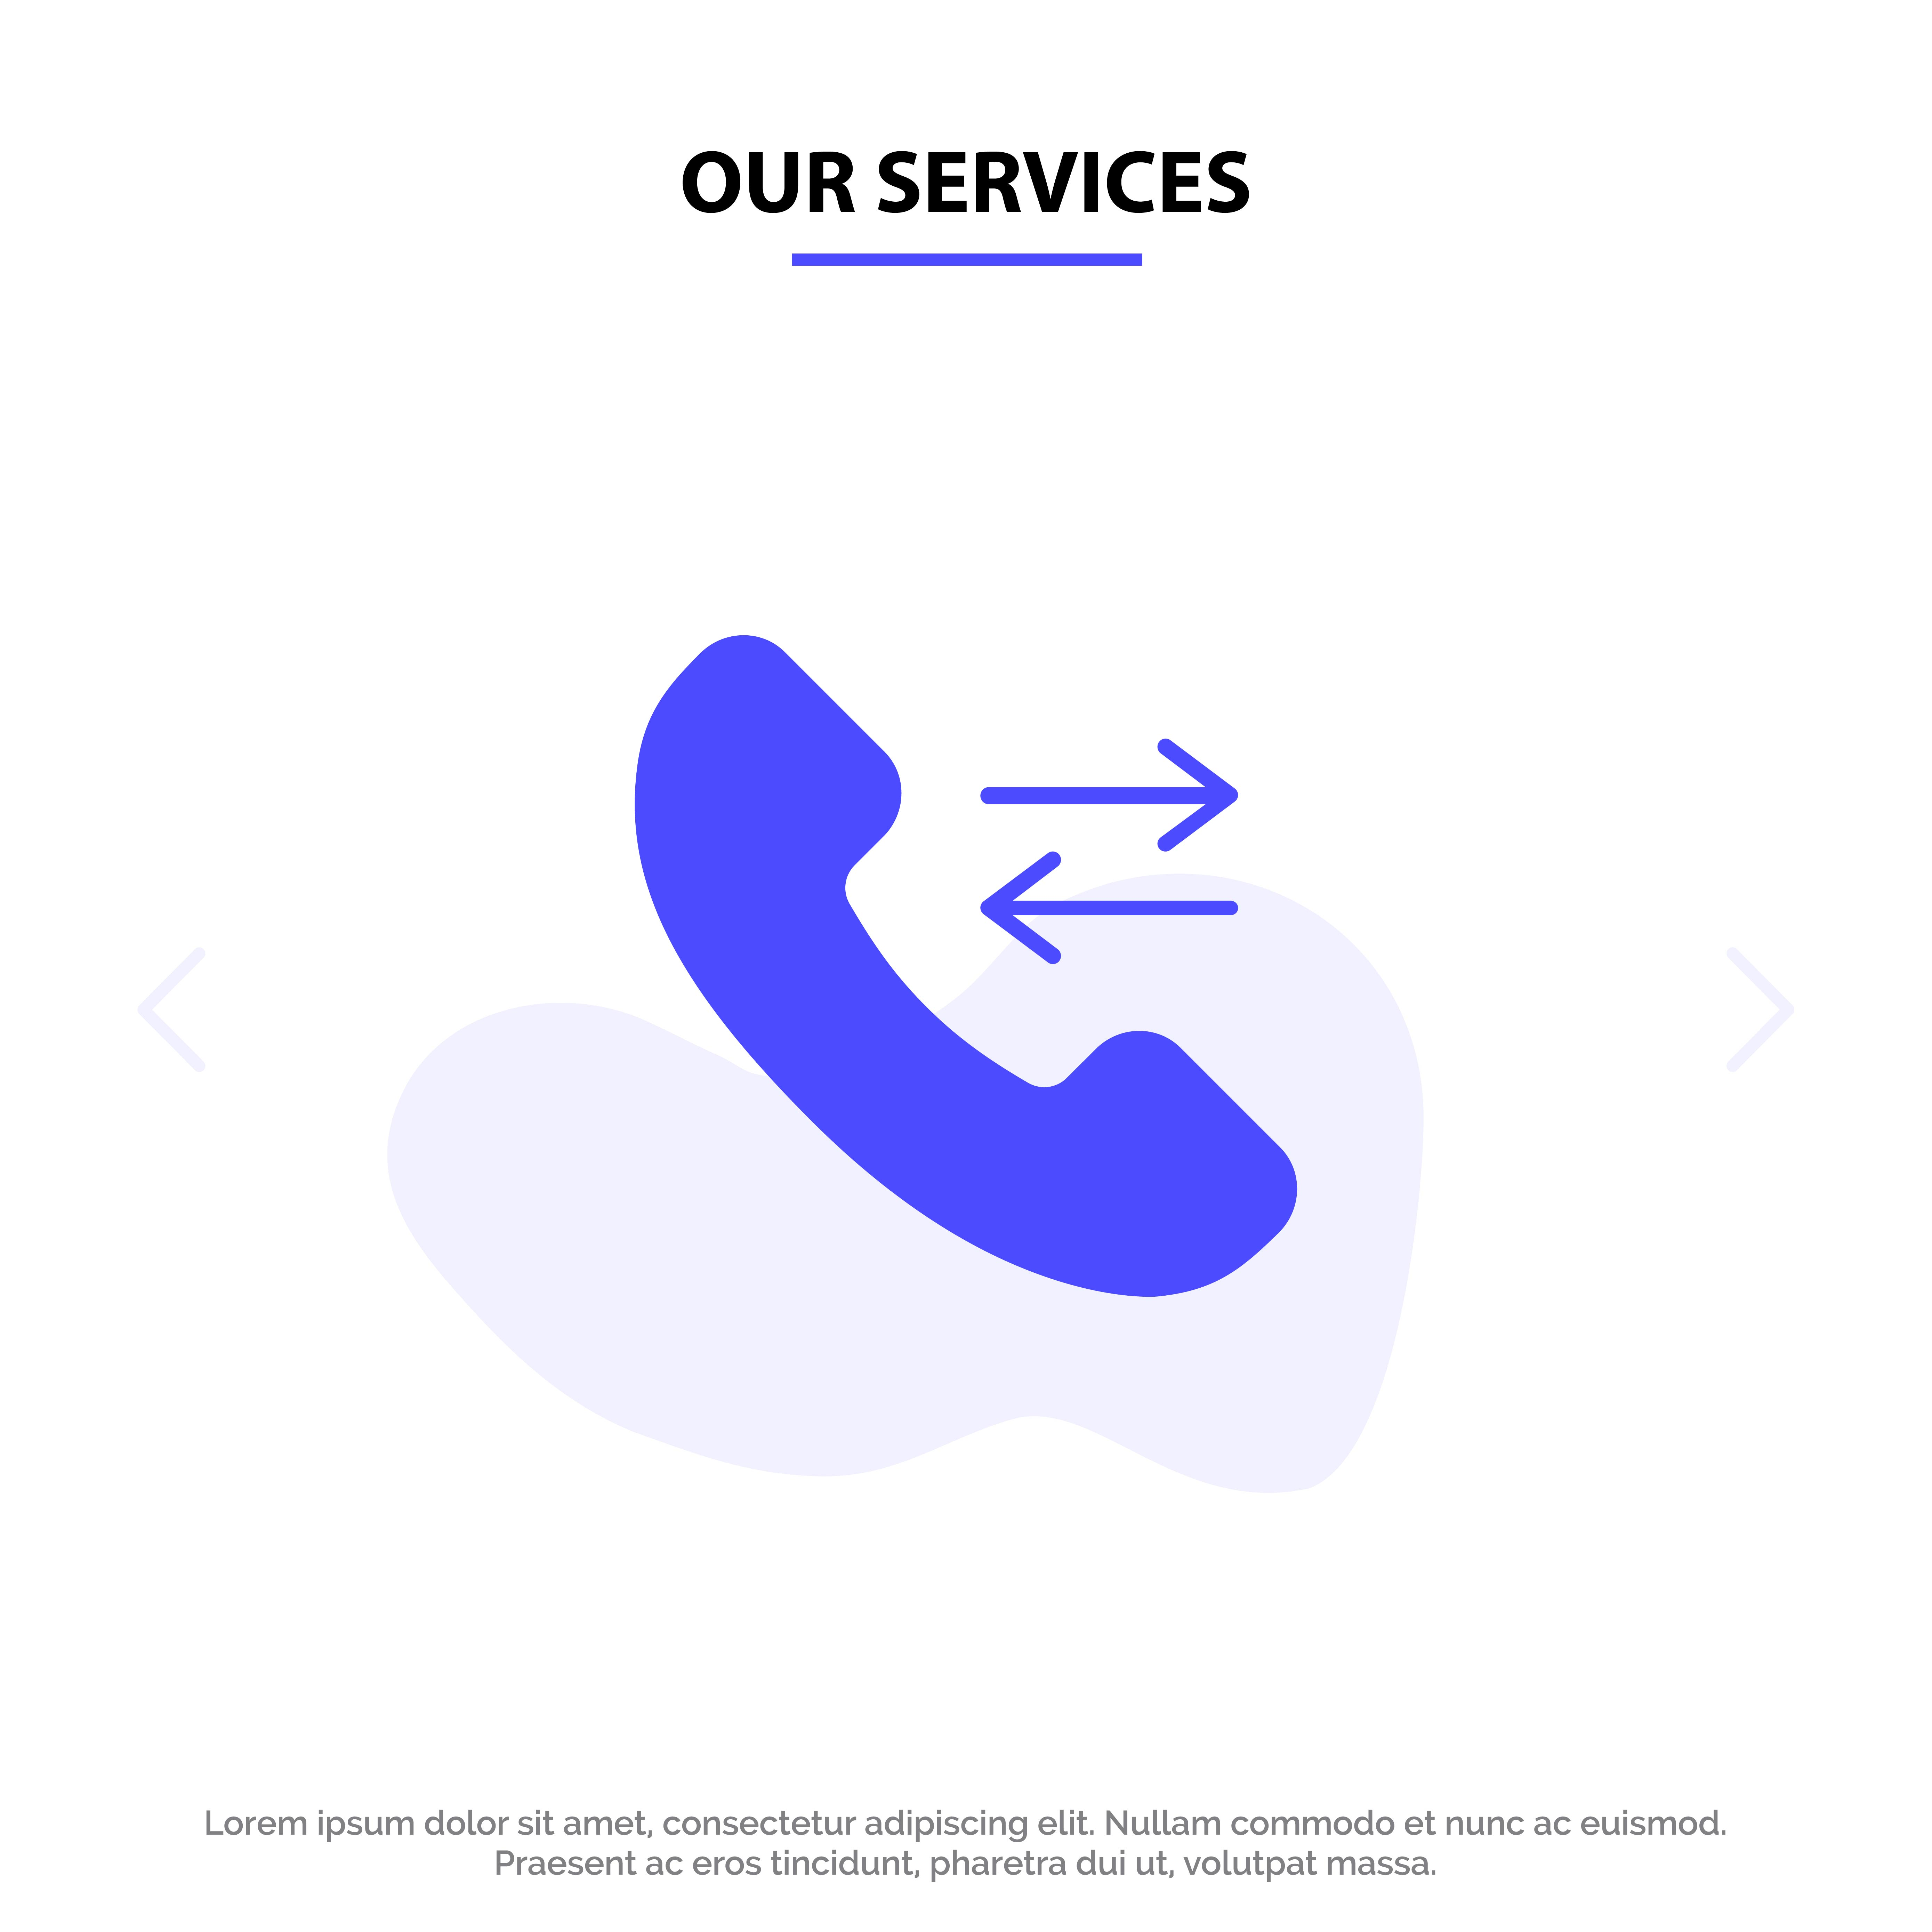 OUR SERVICES
Lorem ipsum dolor sit amet, consectetur adipiscing elit. Nullam commodo et nunc ac euismod.
Praesent ac eros tincidunt, pharetra dui ut, volutpat massa.